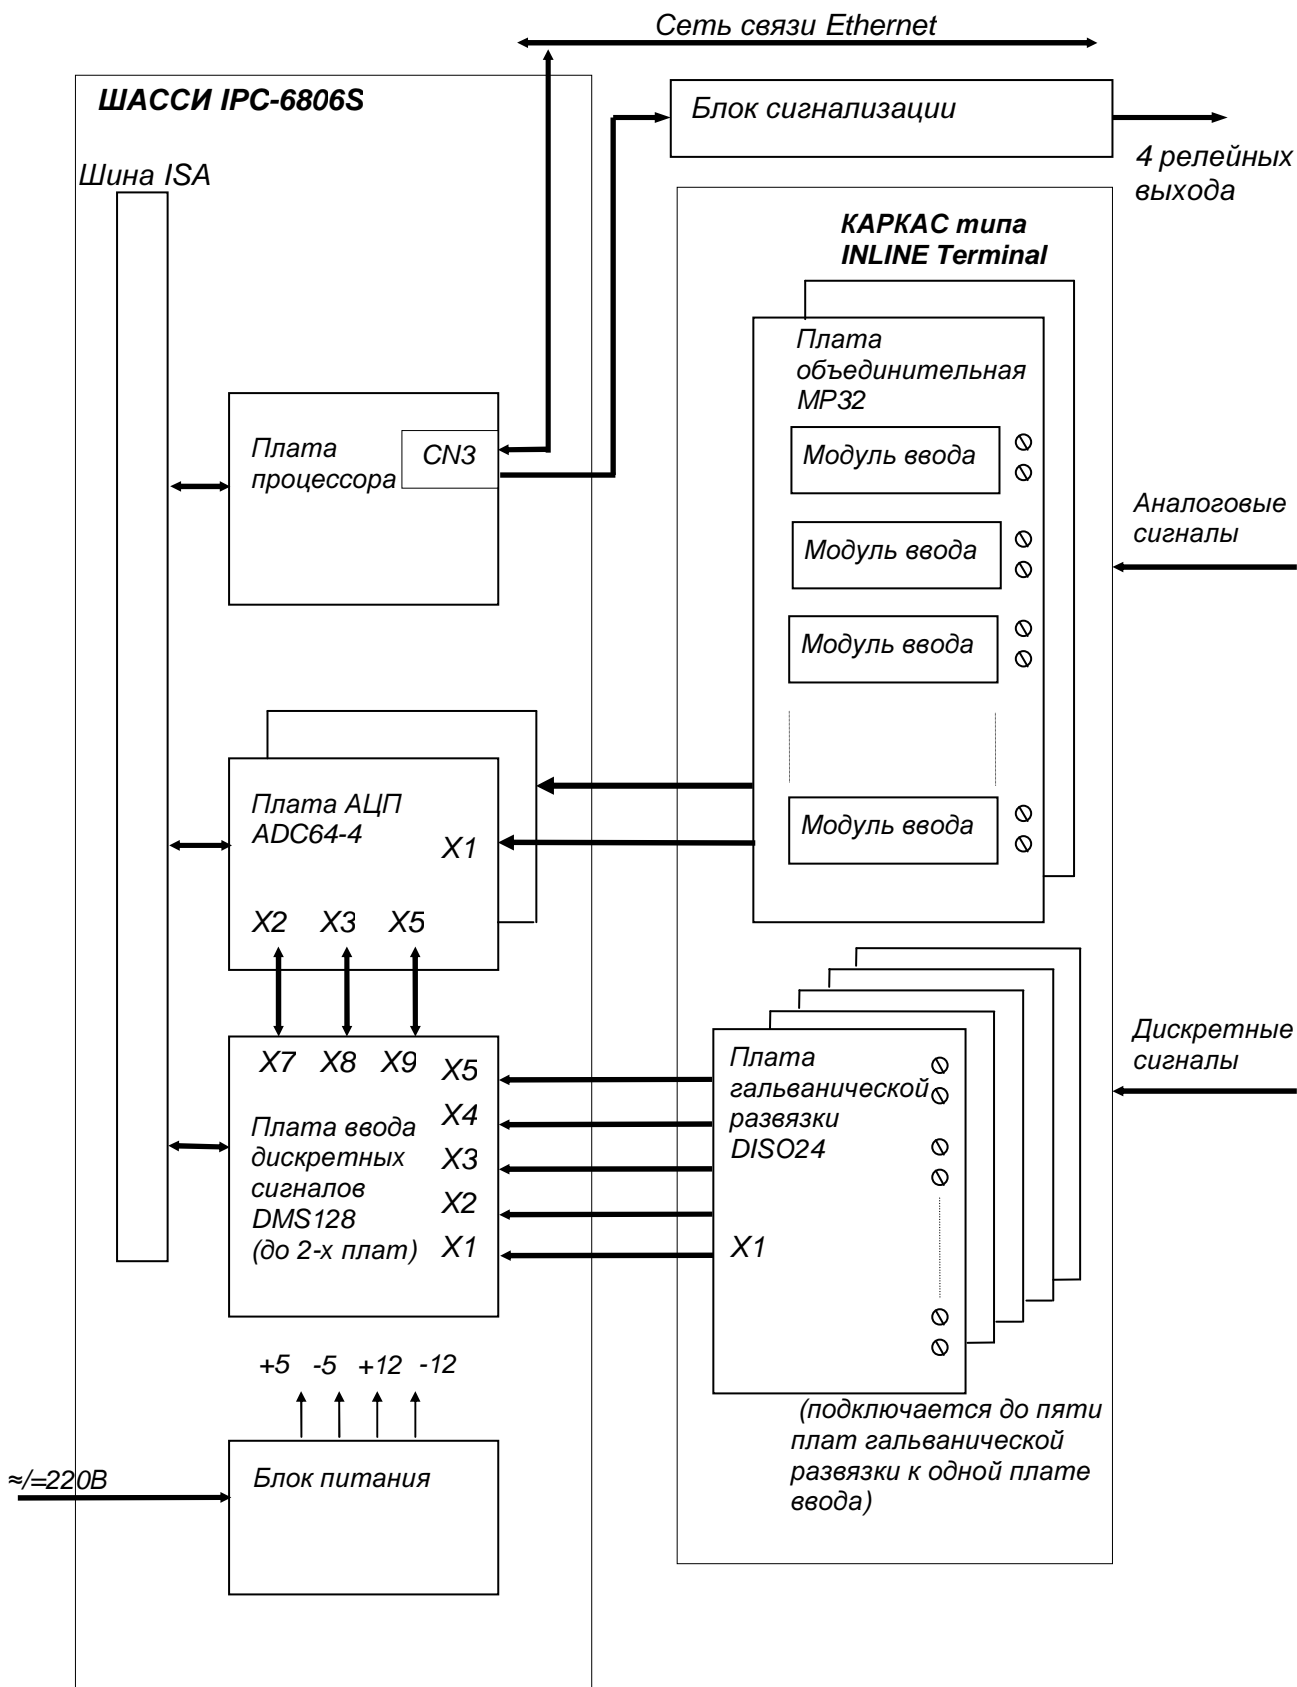 Сеть связи Ethernet
ШАССИ IPC-6806S
Блок сигнализации
4 релейных
выхода
Шина ISA
КАРКАС типа
INLINE Terminal
Плата
объединительная
МР32
Плата
процессора
CN3
Модуль ввода
Модуль ввода
Модуль ввода
Модуль ввода
Аналоговые
сигналы
Плата АЦП
ADC64-4
X1
X2 X3 X5
X7 X8 X9
X5
X4
X3
X2
X1
Плата ввода
дискретных
сигналов
DMS128
(до 2-х плат)
Плата
гальванической
развязки
DISO24
X1
Дискретные
сигналы
+5 -5 +12 -12
(подключается до пяти
плат гальванической
развязки к одной плате
ввода)
≈/=220В
Блок питания